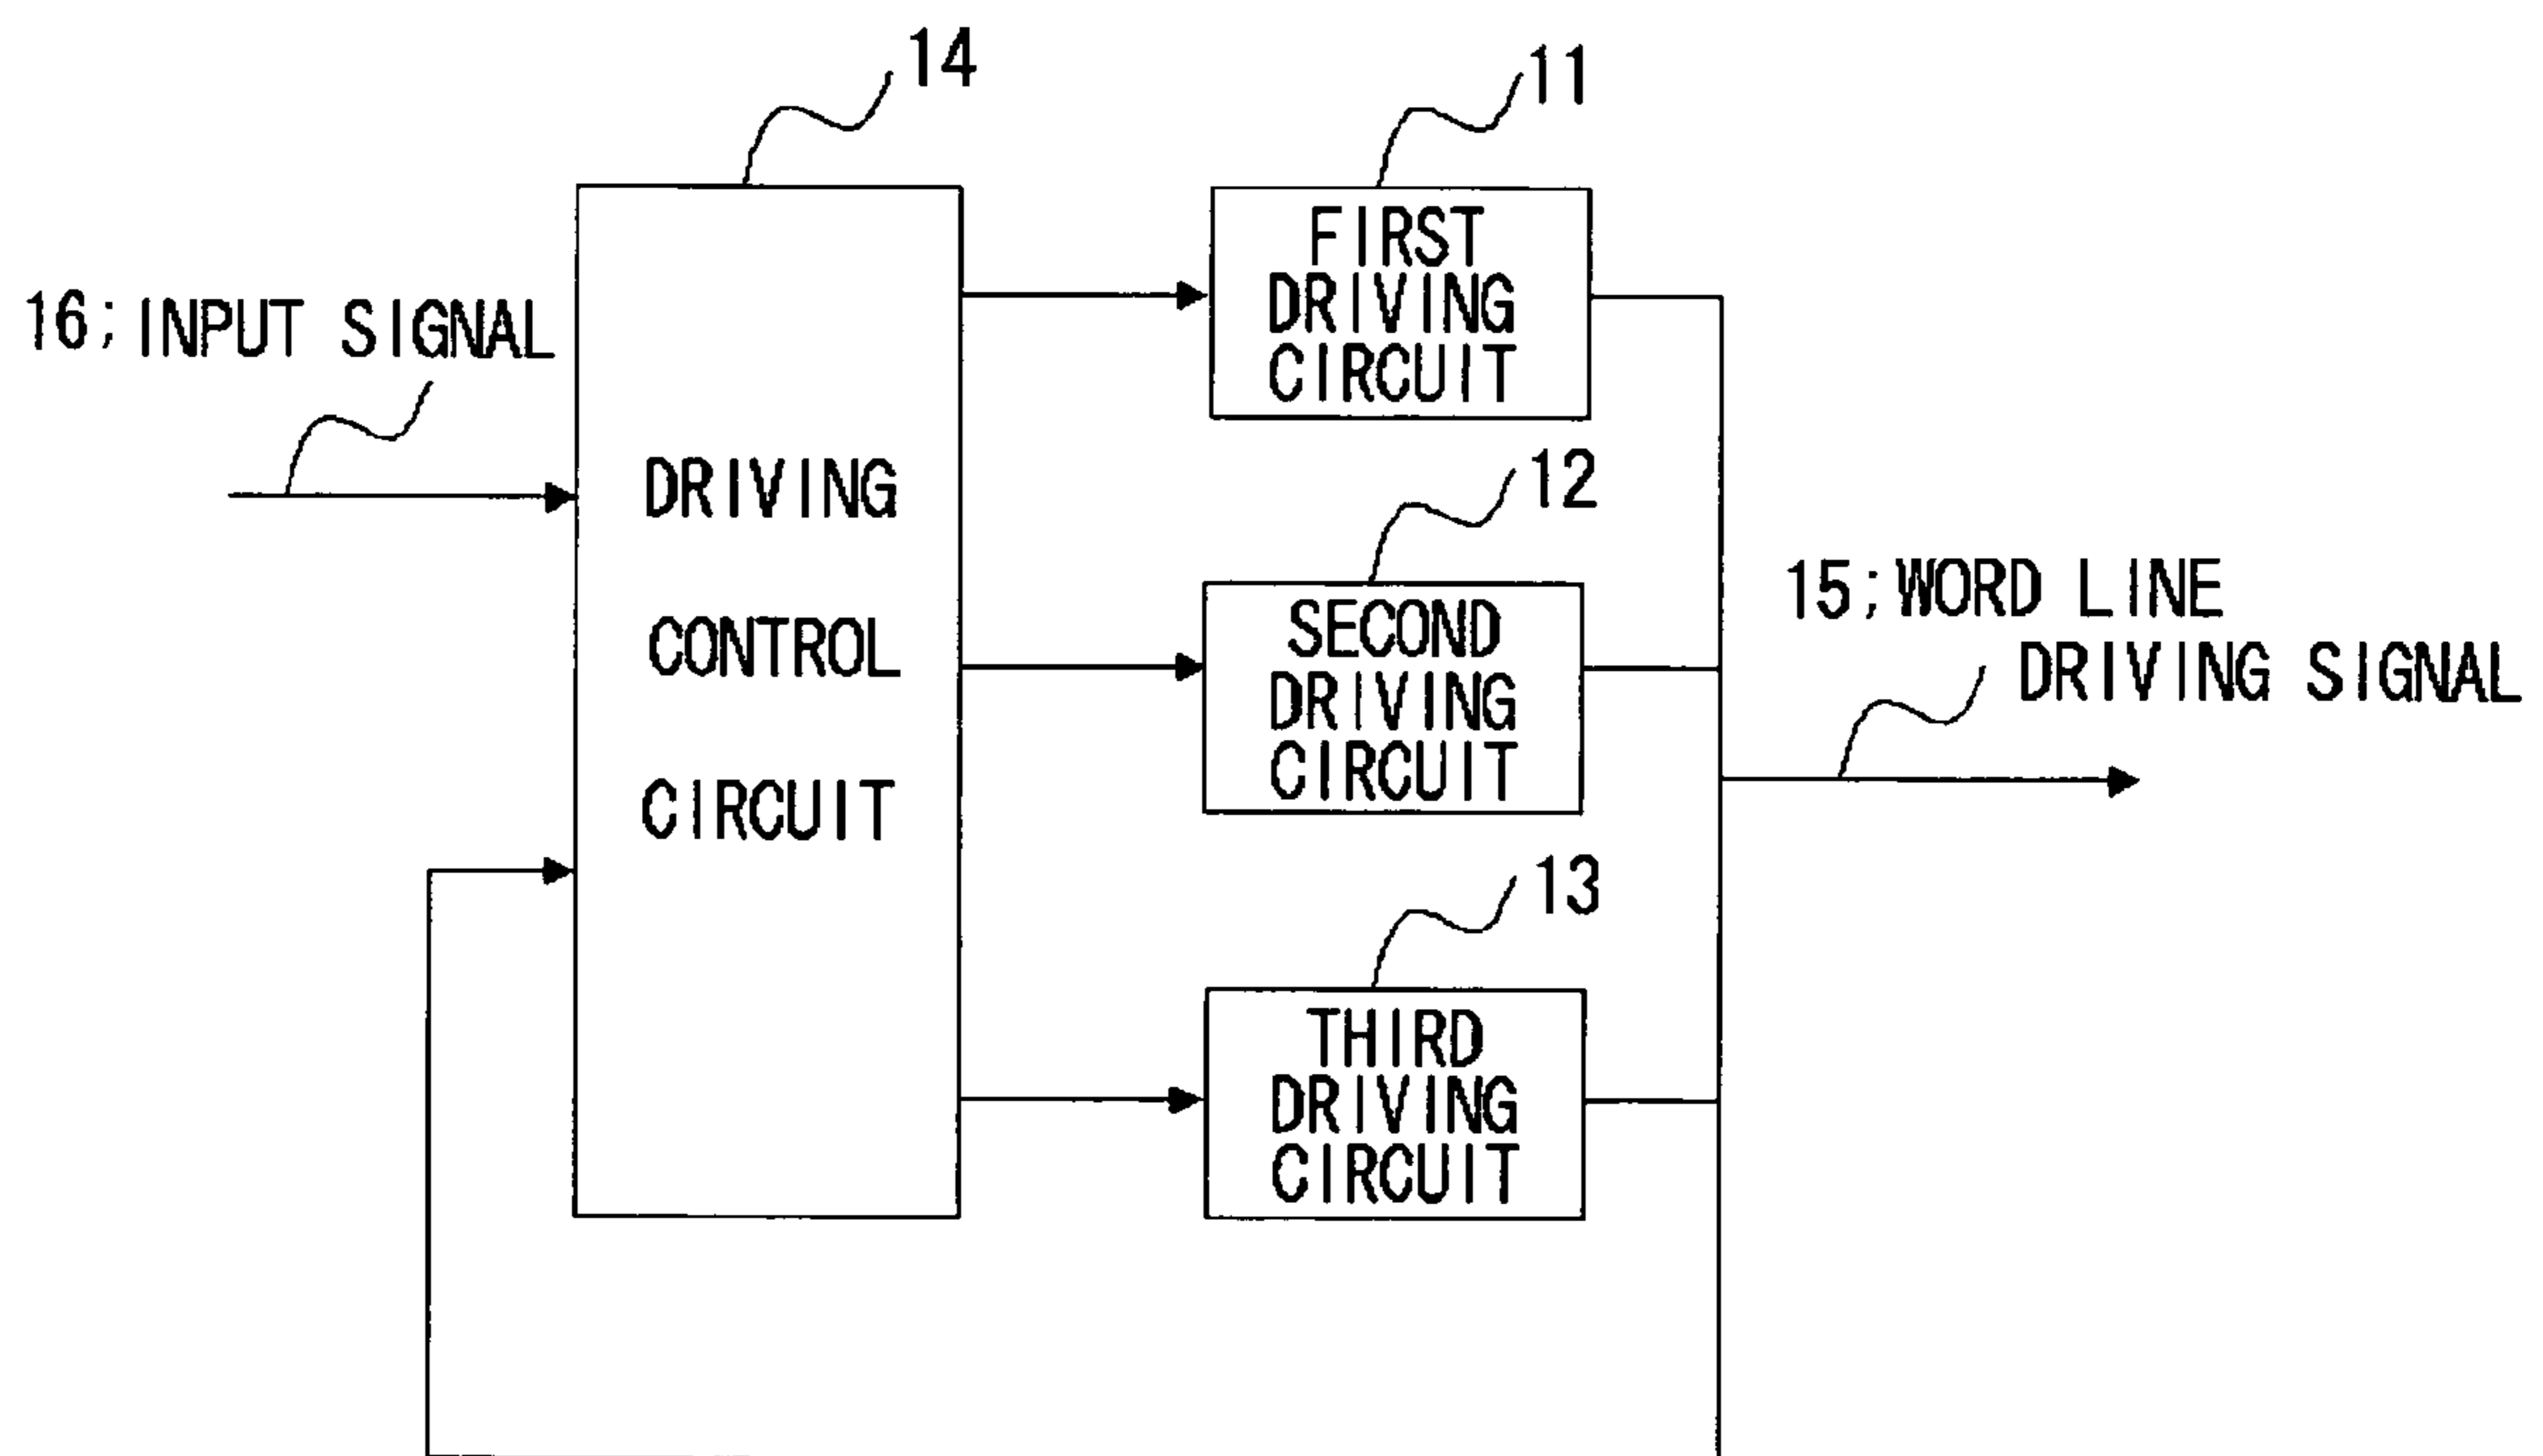 14
11
FIRST
DRIVING
CIRCUIT
16; INPUT SIGNAL
DRIVING
CONTROL
CIRCUIT
12
SECOND
DRIVING
CIRCUIT
15; WORD LINE
DRIVING SIGNAL
13
THIRD
DRIVING
CIRCUIT